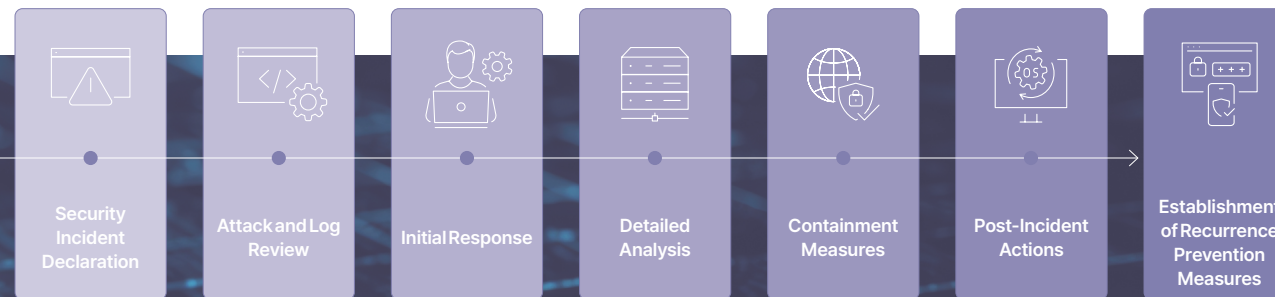 Security
Incident
Declaration
Attack and Log
Review
Initial Response
Detailed
Analysis
Containment
Measures
OS
Post-Incident
Actions
Establishment
of Recurrence
Prevention
Measures